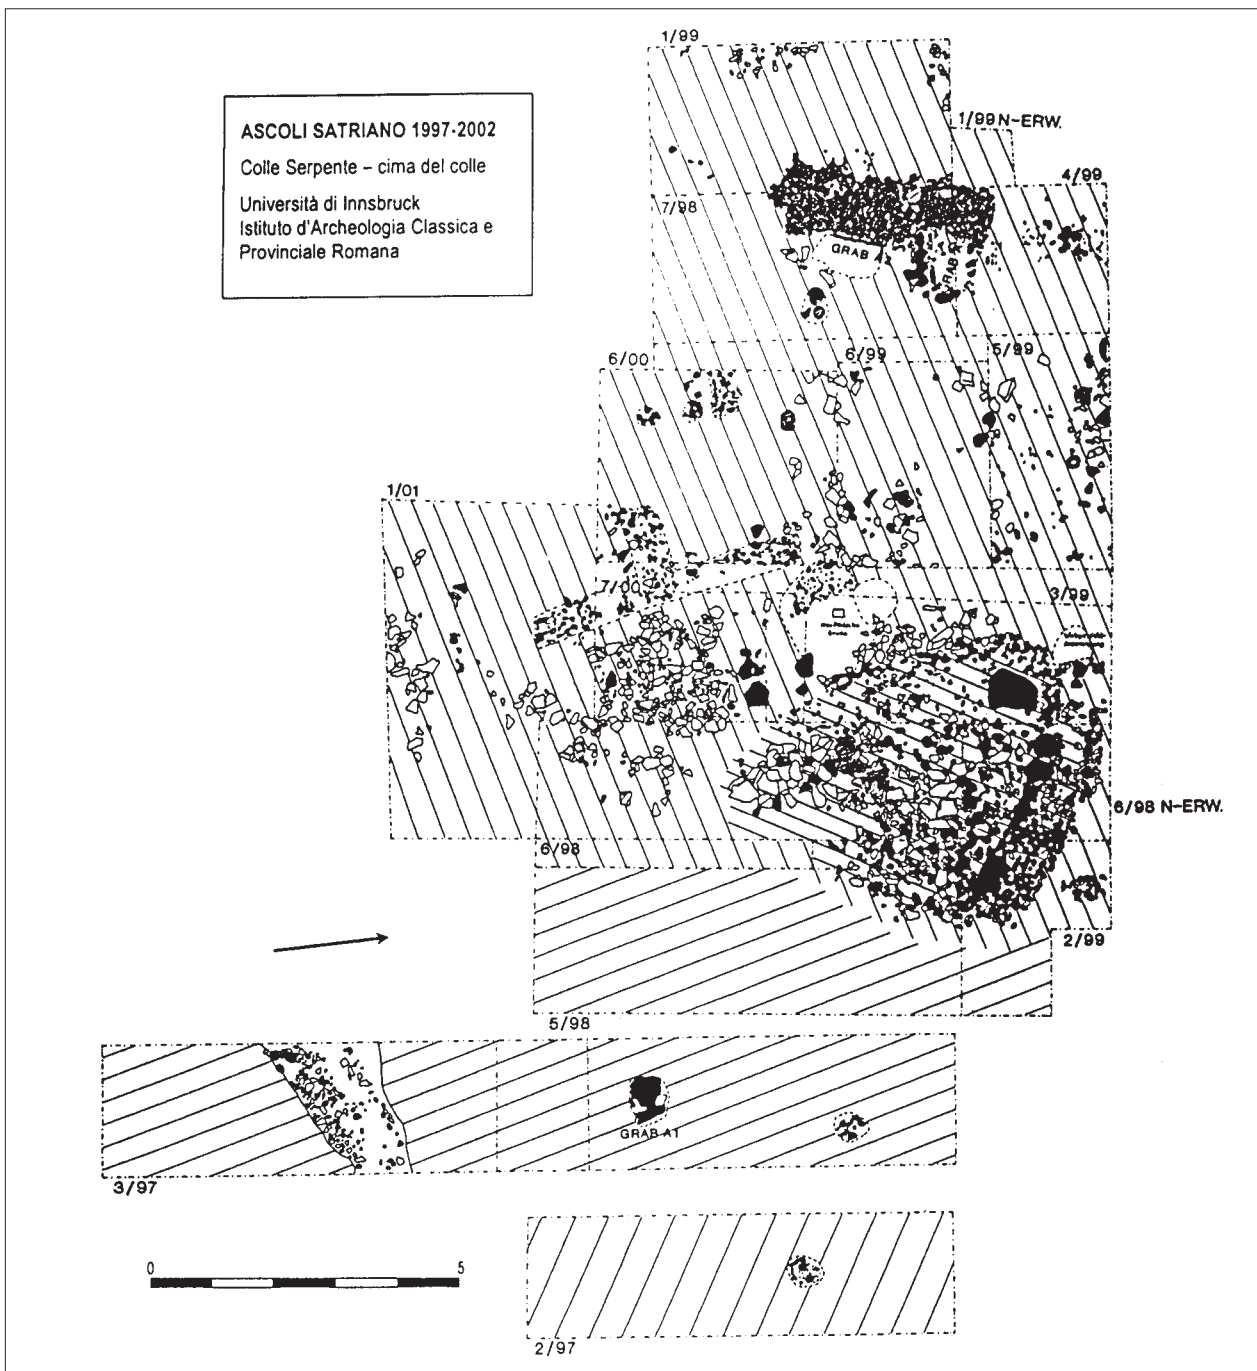 1/99
1/99 N-ERW.
ASCOLI SATRIANO 1997-2002
Colle Serpente – cima del colle
Università di Innsbruck
Istituto d'Archeologia Classica e
Provinciale Romana
4/99
7/98
GRAB A2
GRAB
6/00
6/99
5/99
1/01
7/00
3/99
6/98 N-ERW.
6/98
2/99
5/98
GRAB A1
3/97
0 5
2/97